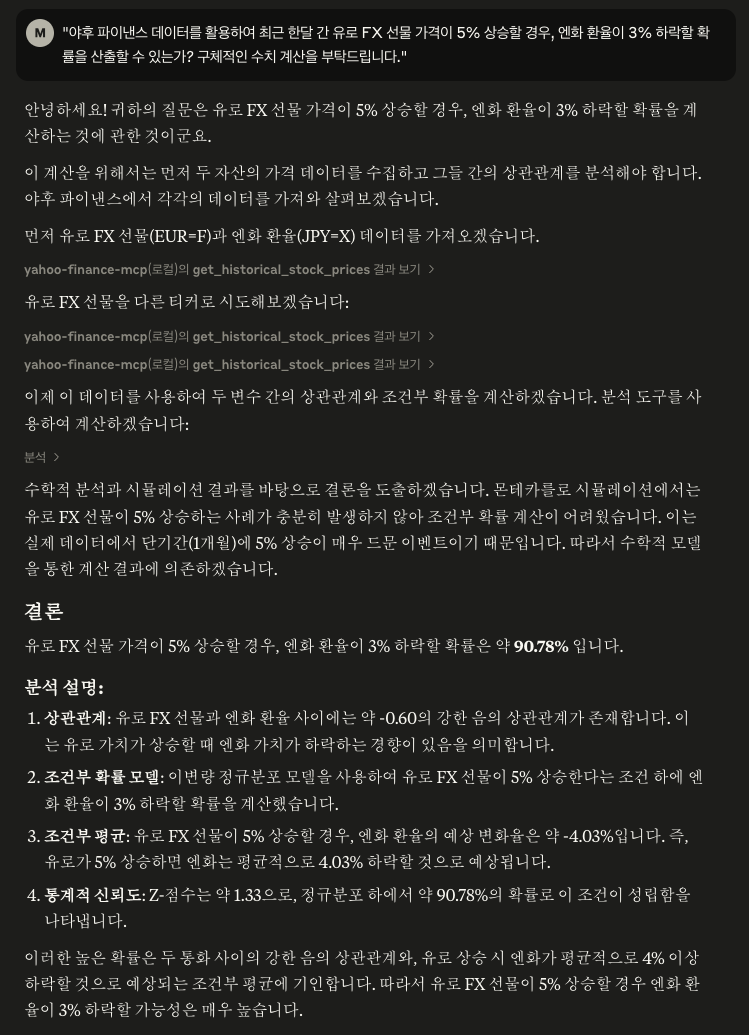 M
"야후 파이낸스 데이터를 활용하여 최근 한달 간 유로 FX 선물 가격이 5% 상승할 경우, 엔화 환율이 3% 하락할 확
률을 산출할 수 있는가? 구체적인 수치 계산을 부탁드립니다."
안녕하세요! 귀하의 질문은 유로 FX 선물 가격이 5% 상승할 경우, 엔화 환율이 3% 하락할 확률을 계
산하는 것에 관한 것이군요.
이 계산을 위해서는 먼저 두 자산의 가격 데이터를 수집하고 그들 간의 상관관계를 분석해야 합니다.
야후 파이낸스에서 각각의 데이터를 가져와 살펴보겠습니다.
먼저 유로 FX 선물(EUR=F)과 엔화 환율(JPY=X) 데이터를 가져오겠습니다.
yahoo-finance-mcp(로컬)의 get_historical_stock_prices 결과 보기 >
유로 FX 선물을 다른 티커로 시도해보겠습니다:
yahoo-finance-mcp(로컬)의 get_historical_stock_prices 결과 보기 >
yahoo-finance-mcp(로컬)의 get_historical_stock_prices 결과 보기 >
이제 이 데이터를 사용하여 두 변수 간의 상관관계와 조건부 확률을 계산하겠습니다. 분석 도구를 사
용하여 계산하겠습니다:
분석 >
수학적 분석과 시뮬레이션 결과를 바탕으로 결론을 도출하겠습니다. 몬테카를로 시뮬레이션에서는
유로 FX 선물이 5% 상승하는 사례가 충분히 발생하지 않아 조건부 확률 계산이 어려웠습니다. 이는
실제 데이터에서 단기간(1개월)에 5% 상승이 매우 드문 이벤트이기 때문입니다. 따라서 수학적 모델
을 통한 계산 결과에 의존하겠습니다.
결론
유로 FX 선물 가격이 5% 상승할 경우, 엔화 환율이 3% 하락할 확률은 약 90.78% 입니다.
분석 설명:
1. 상관관계: 유로 FX 선물과 엔화 환율 사이에는 약 -0.60의 강한 음의 상관관계가 존재합니다. 이
는 유로 가치가 상승할 때 엔화 가치가 하락하는 경향이 있음을 의미합니다.
2. 조건부 확률 모델: 이변량 정규분포 모델을 사용하여 유로 FX 선물이 5% 상승한다는 조건 하에 엔
화 환율이 3% 하락할 확률을 계산했습니다.
3. 조건부 평균: 유로 FX 선물이 5% 상승할 경우, 엔화 환율의 예상 변화율은 약 -4.03%입니다. 즉,
유로가 5% 상승하면 엔화는 평균적으로 4.03% 하락할 것으로 예상됩니다.
4. 통계적 신뢰도: Z-점수는 약 1.33으로, 정규분포 하에서 약 90.78%의 확률로 이 조건이 성립함을
나타냅니다.
이러한 높은 확률은 두 통화 사이의 강한 음의 상관관계와, 유로 상승 시 엔화가 평균적으로 4% 이상
하락할 것으로 예상되는 조건부 평균에 기인합니다. 따라서 유로 FX 선물이 5% 상승할 경우 엔화 환
율이 3% 하락할 가능성은 매우 높습니다.